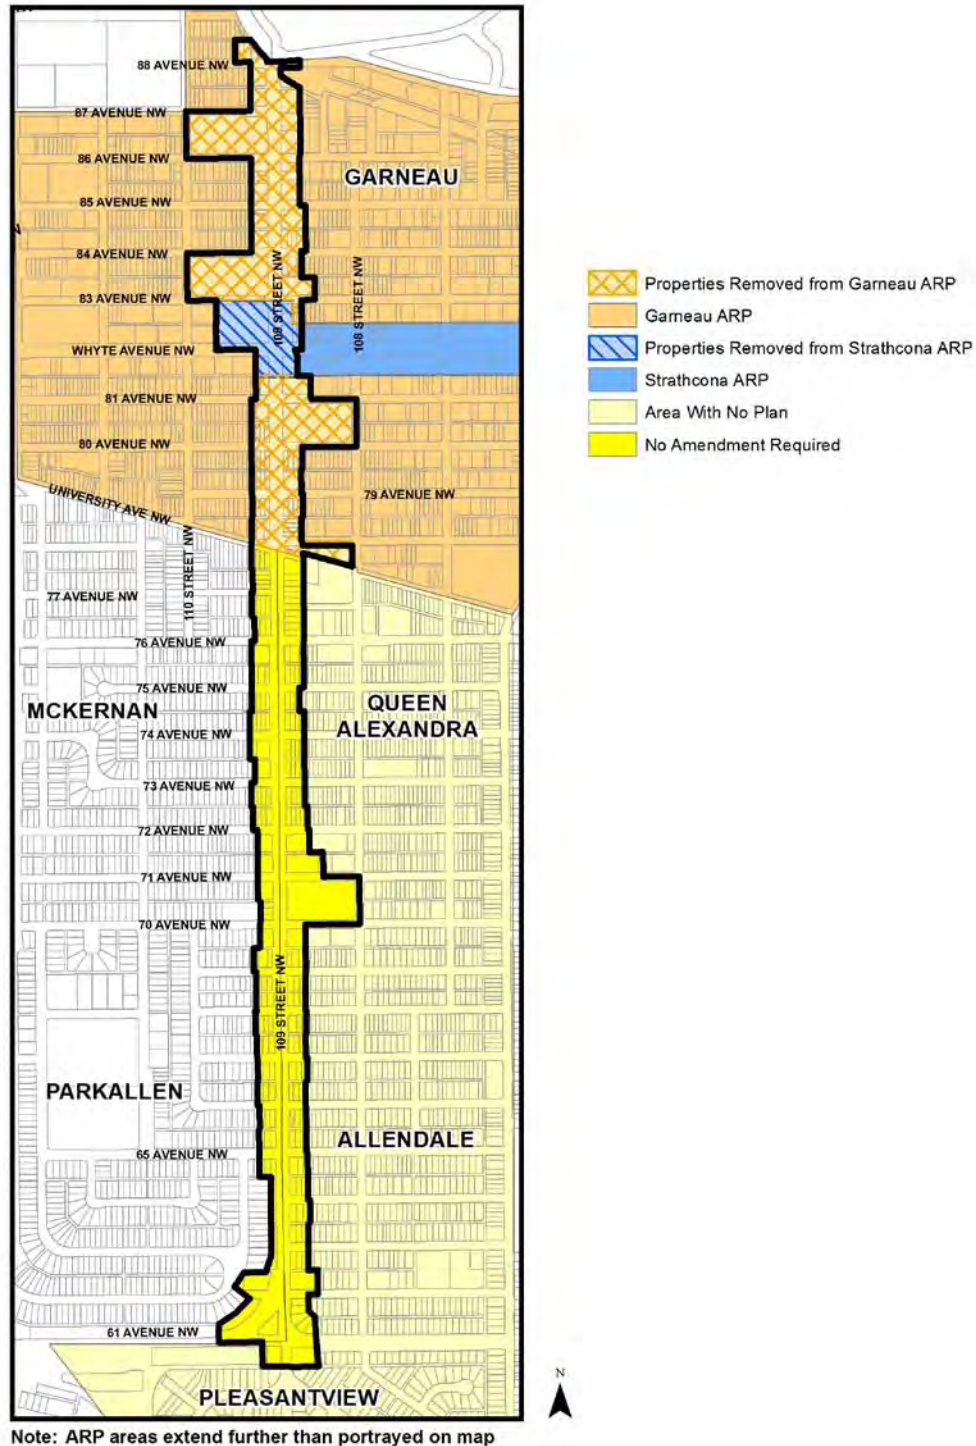 88 AVENUE NW
87 AVENUE NW
86 AVENUE NW
GARNEAU
85 AVENUE NW
84 AVENUE NW
109 STREET NW
108 STREET NW
83 AVENUE NW
WHYTE AVENUE NW
81 AVENUE NW
80 AVENUE NW
79 AVENUE NW
UNIVERSITY AVE NW
110 STREET NW
77 AVENUE NW
76 AVENUE NW
75 AVENUE NW
MCKERNAN
QUEEN
ALEXANDRA
74 AVENUE NW
73 AVENUE NW
72 AVENUE NW
71 AVENUE NW
70 AVENUE NW
109 STREET NW
PARKALLEN
ALLENDALE
65 AVENUE NW
61 AVENUE NW
PLEASANTVIEW
Properties Removed from Garneau ARP
Garneau ARP
Properties Removed from Strathcona ARP
Strathcona ARP
Area With No Plan
No Amendment Required
N
Note: ARP areas extend further than portrayed on map